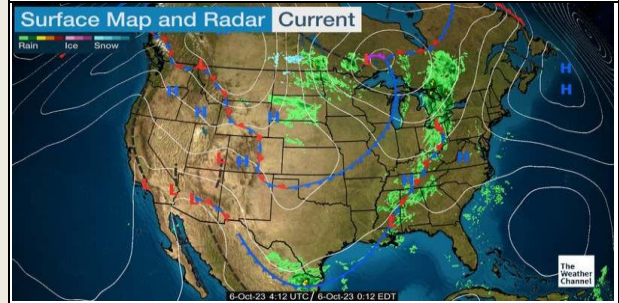 Surface Map and Radar Current
Rain Ice Snow
L
H
H
H
H
H
L
H
L
H
H
L
L
L
L
The
Weather
Channel
6-Oct-23 4:12 UTC / 6-Oct-23 0:12 EDT